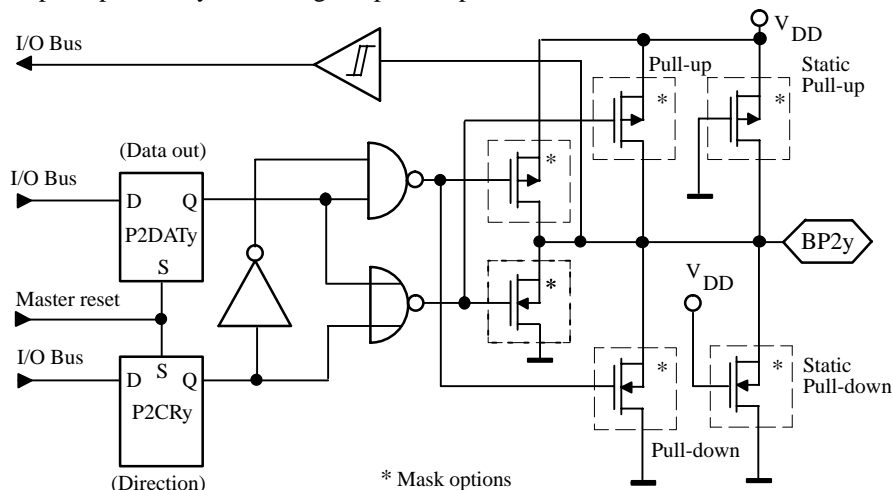 I/O Bus
V
DD
Pull-up
Static
Pull-up
*
*
(Data out)
*
I/O Bus
D
Q
P2DATy
S
BP2y
*
V
DD
Master reset
I/O Bus
S
D
Q
P2CRy
*
*
Static
Pull-down
Pull-down
(Direction)
* Mask options